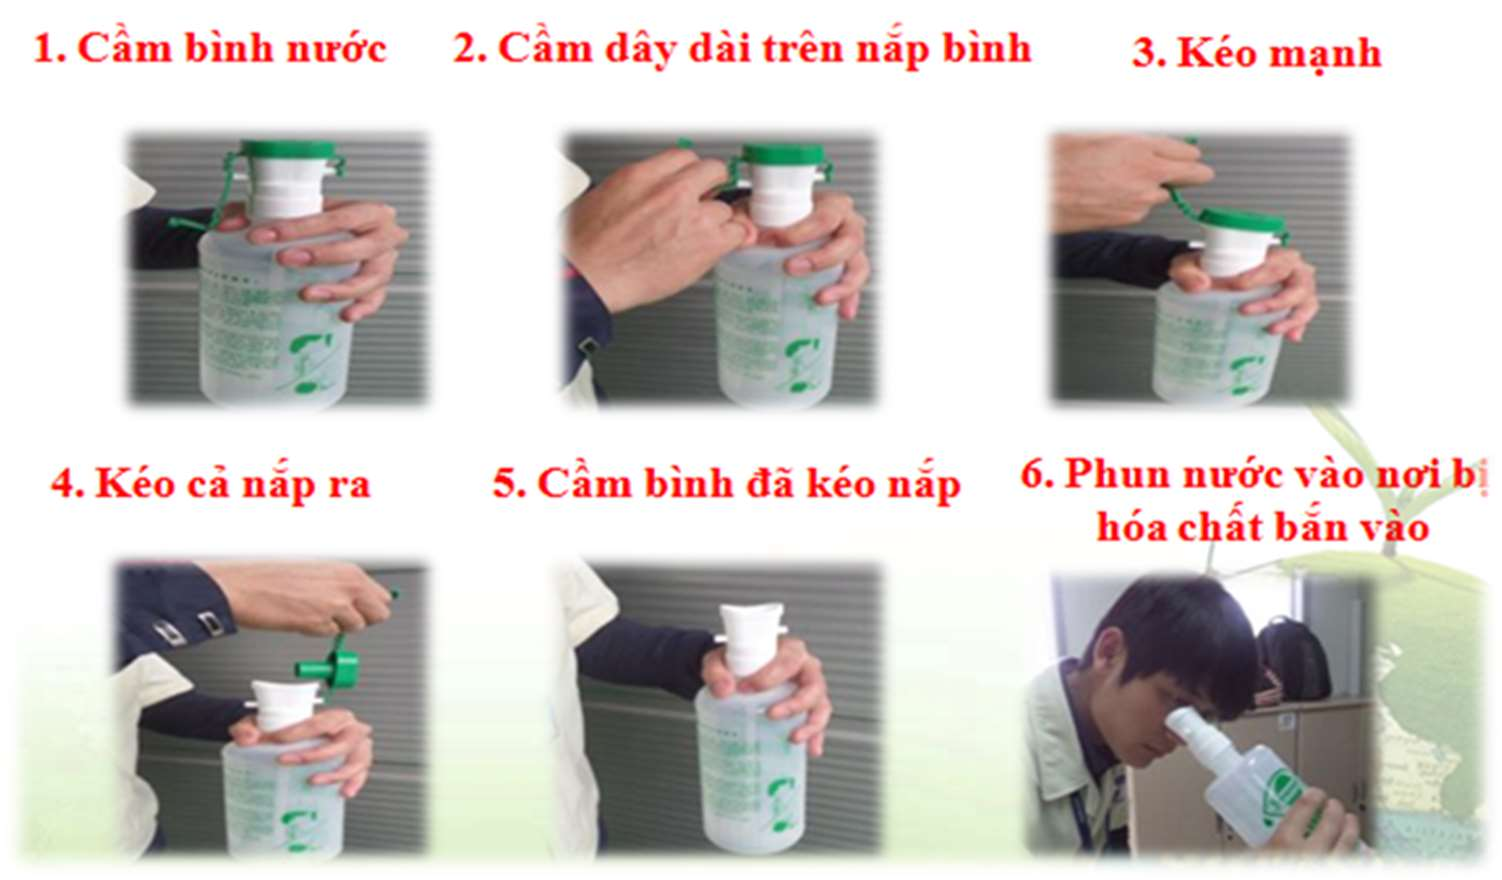 1. Cầm bình nước
2. Cầm dây dài trên nắp bình
3. Kéo mạnh
4. Kéo cả nắp ra
5. Cầm bình đã kéo nắp
6. Phun nước vào nơi bị
hóa chất bắn vào